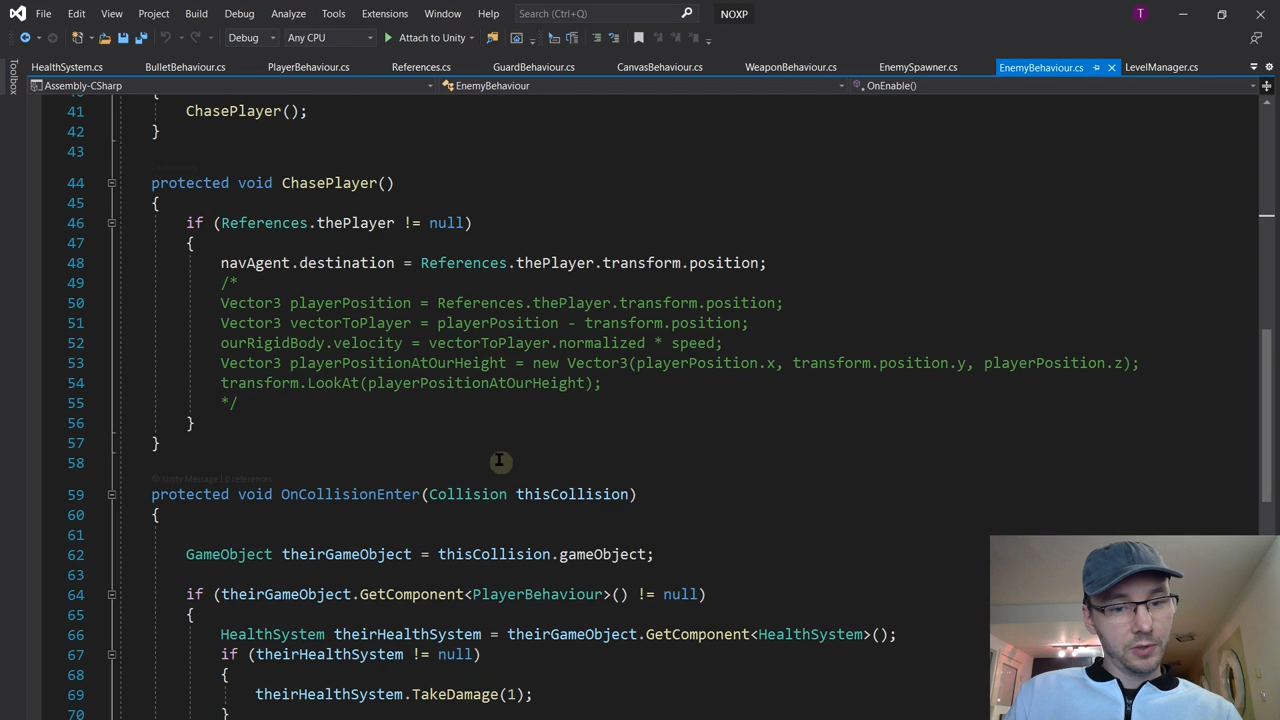 File Edit View Git Project Build Debug Analyze Tools Extensions Window Help Search (Ctrl+Q) NOXP T
Debug Any CPU Attach to Unity
Toolbox
HealthSystem.cs BulletBehaviour.cs PlayerBehaviour.cs References.cs GuardBehaviour.cs CanvasBehaviour.cs WeaponBehaviour.cs EnemySpawner.cs EnemyBehaviour.cs LevelManager.cs
Assembly-CSharp EnemyBehaviour OnEnable()
40 {
41 ChasePlayer();
42 }
43
44 protected void ChasePlayer()
45 {
46 if (References.thePlayer != null)
47 {
48 navAgent.destination = References.thePlayer.transform.position;
49 /*
50 Vector3 playerPosition = References.thePlayer.transform.position;
51 Vector3 vectorToPlayer = playerPosition - transform.position;
52 ourRigidBody.velocity = vectorToPlayer.normalized * speed;
53 Vector3 playerPositionAtOurHeight = new Vector3(playerPosition.x, transform.position.y, playerPosition.z);
54 transform.LookAt(playerPositionAtOurHeight);
55 */
56 }
57 }
58
Unity Message | 0 references
59 protected void OnCollisionEnter(Collision thisCollision)
60 {
61
62 GameObject theirGameObject = thisCollision.gameObject;
63
64 if (theirGameObject.GetComponent<PlayerBehaviour>() != null)
65 {
66 HealthSystem theirHealthSystem = theirGameObject.GetComponent<HealthSystem>();
67 if (theirHealthSystem != null)
68 {
69 theirHealthSystem.TakeDamage(1);
70 }